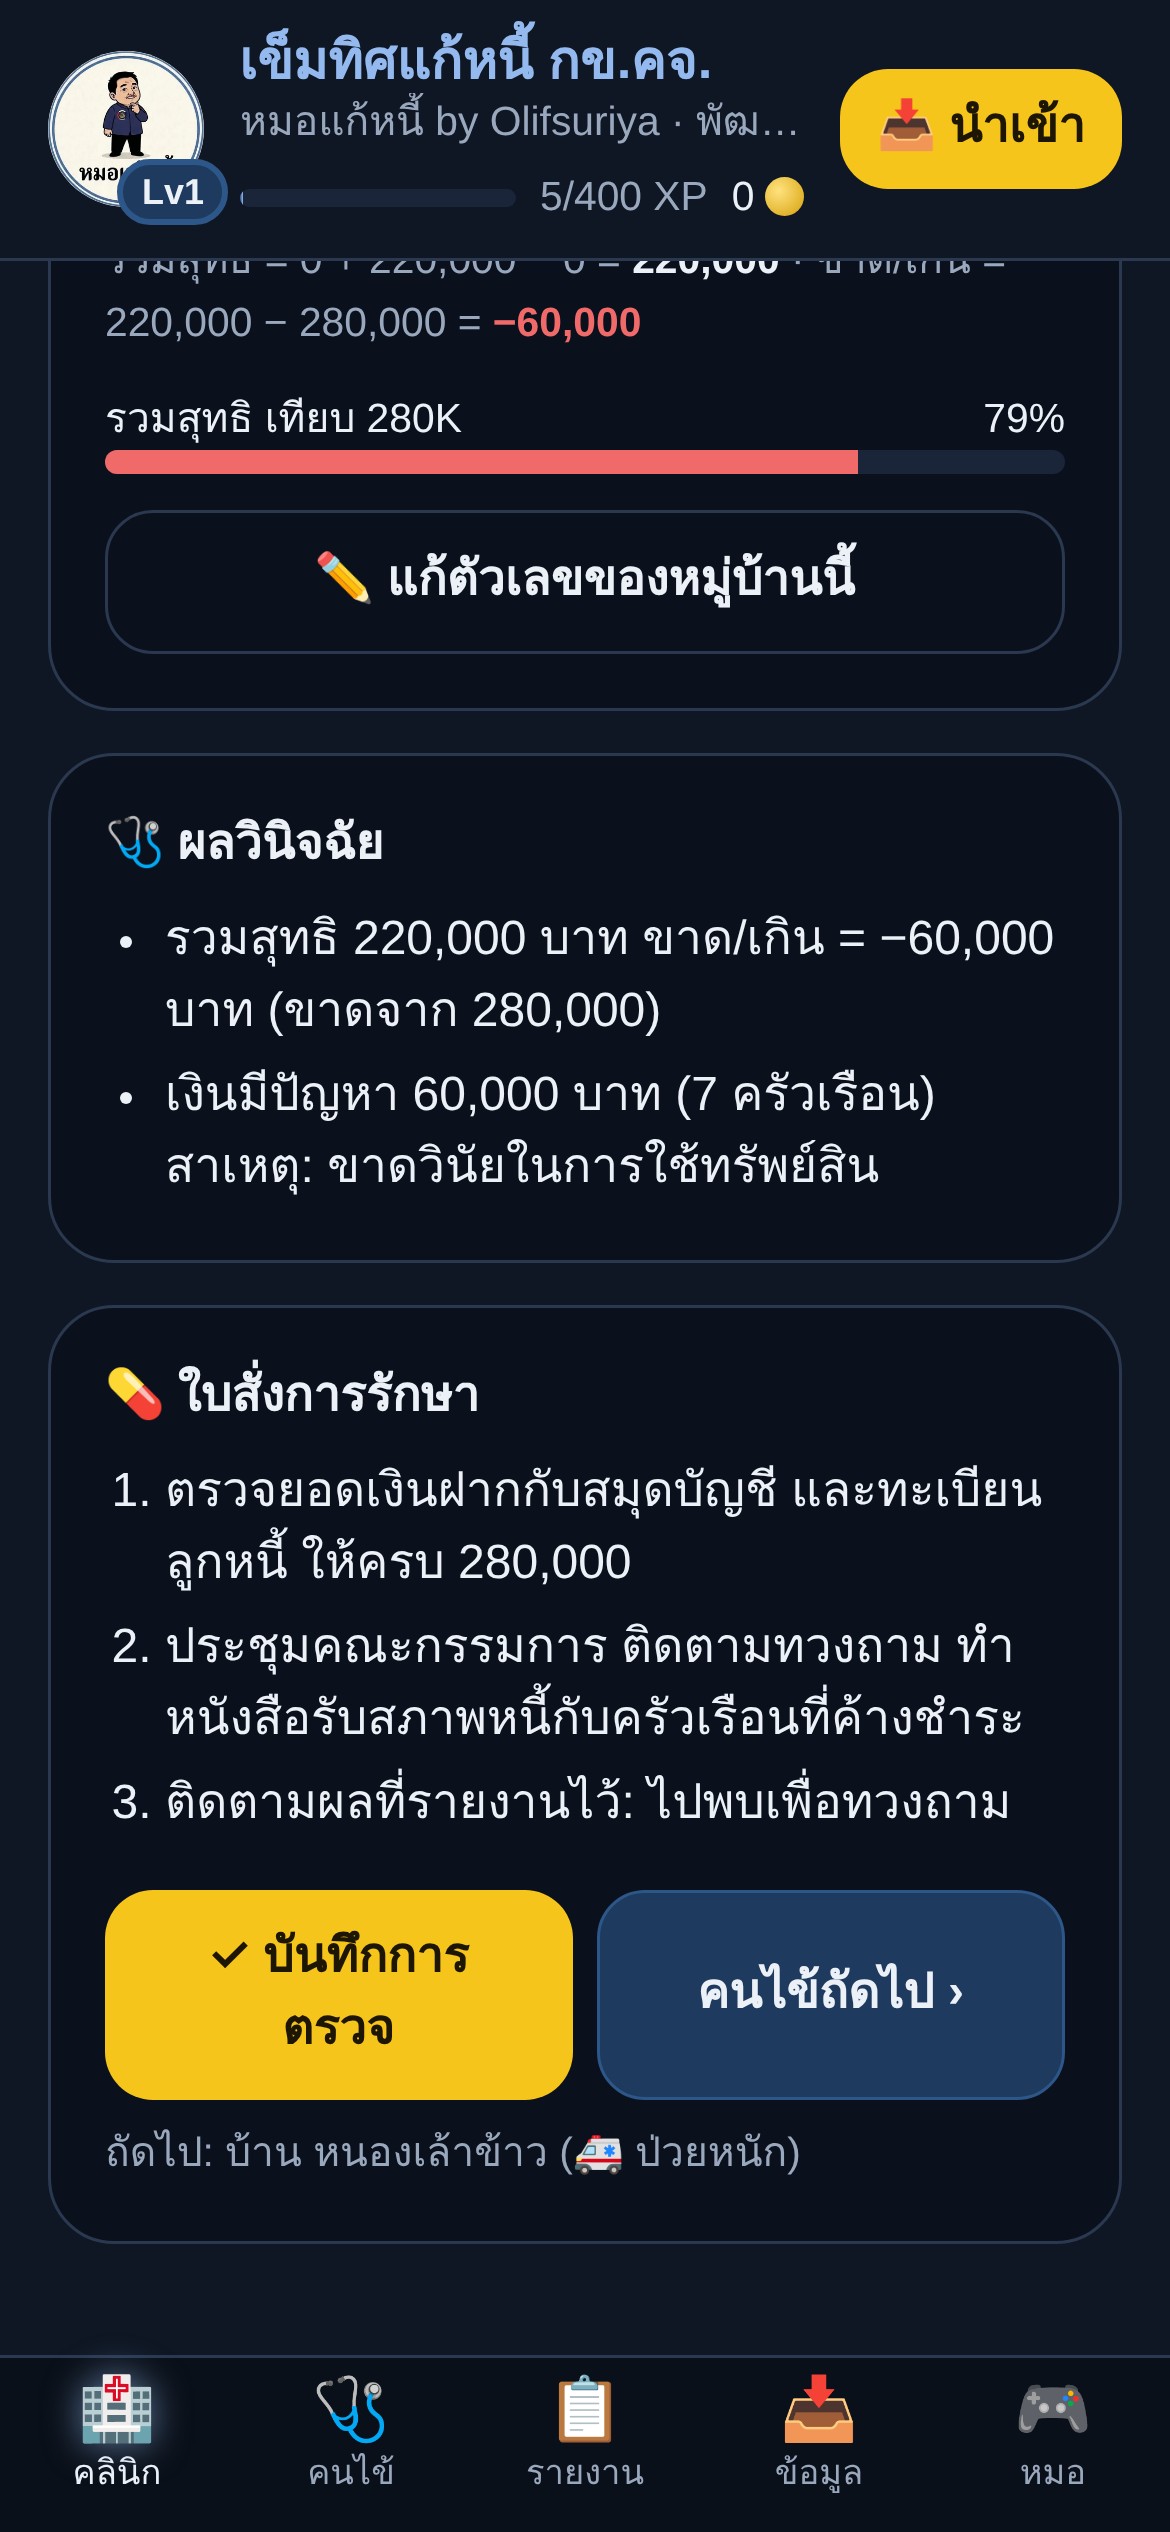 เข็มทิศแก้หนี้ กข.คจ.
หมอแก้หนี้ by Olifsuriya · พัฒ...
Lv1
5/400 XP 0
📥 นำเข้า
220,000
220,000 − 280,000 = −60,000
รวมสุทธิ เทียบ 280K 79%
✏️ แก้ตัวเลขของหมู่บ้านนี้
🩺 ผลวินิจฉัย
• รวมสุทธิ 220,000 บาท ขาด/เกิน = −60,000
บาท (ขาดจาก 280,000)
• เงินมีปัญหา 60,000 บาท (7 ครัวเรือน)
สาเหตุ: ขาดวินัยในการใช้ทรัพย์สิน
💊 ใบสั่งการรักษา
1. ตรวจยอดเงินฝากกับสมุดบัญชี และทะเบียน
ลูกหนี้ ให้ครบ 280,000
2. ประชุมคณะกรรมการ ติดตามทวงถาม ทำ
หนังสือรับสภาพหนี้กับครัวเรือนที่ค้างชำระ
3. ติดตามผลที่รายงานไว้: ไปพบเพื่อทวงถาม
✓ บันทึกการ
ตรวจ
คนไข้ถัดไป ›
ถัดไป: บ้าน หนองเล้าข้าว (🚑 ป่วยหนัก)
คลินิก
คนไข้
รายงาน
ข้อมูล
หมอ